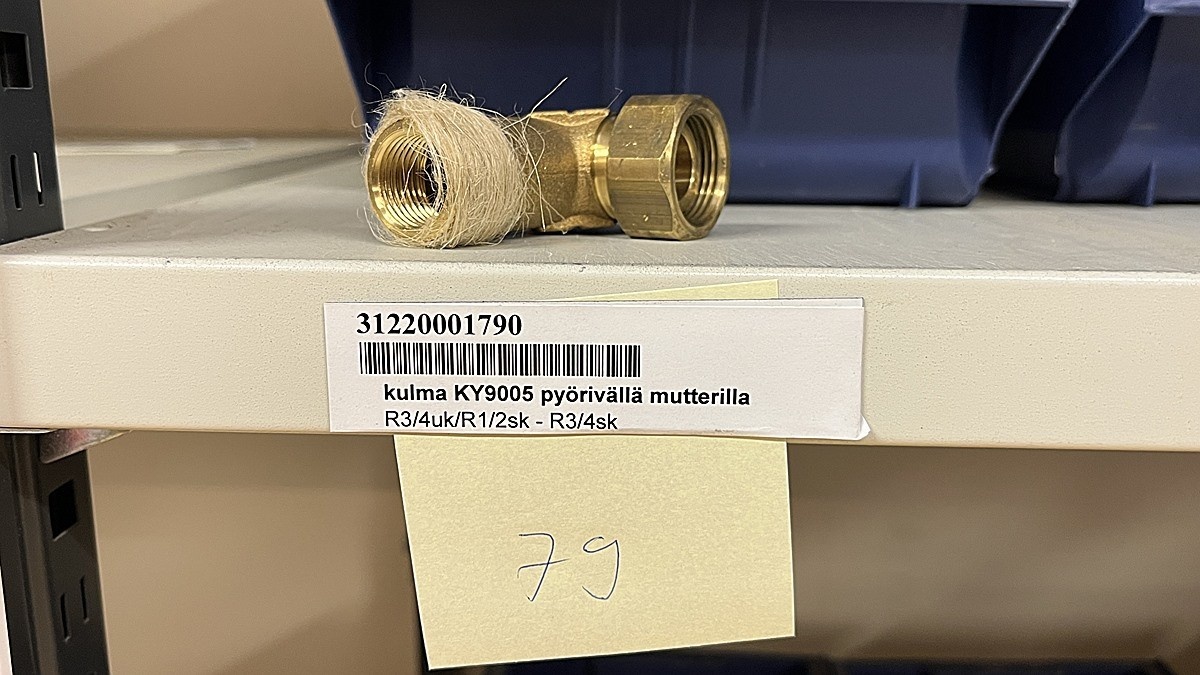 31220001790
kulma KY9005 pyörivällä mutterilla
R3/4uk/R1/2sk - R3/4sk
79